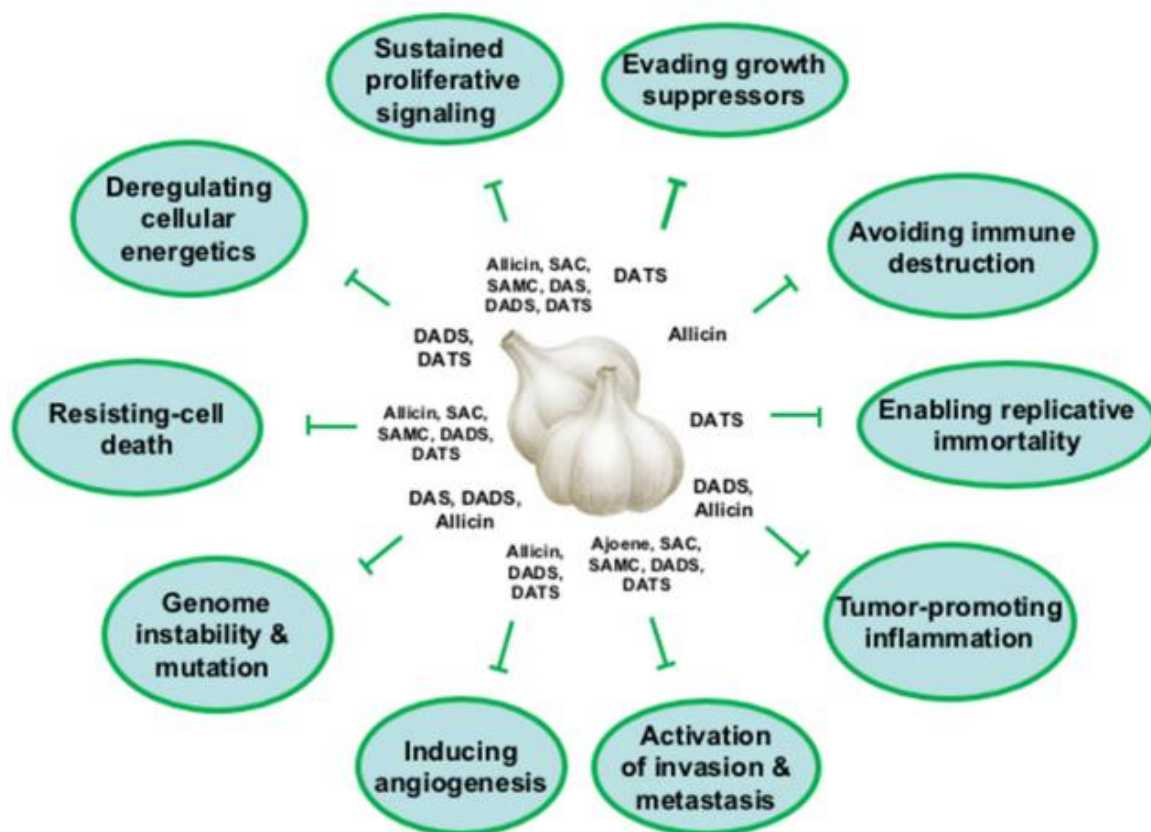 Sustained
proliferative
signaling
Evading growth
suppressors
Deregulating
cellular
energetics
Avoiding immune
destruction
Allicin, SAC,
SAMC, DAS,
DADS, DATS
DATS
DADS,
DATS
Allicin
Resisting-cell
death
Allicin, SAC,
SAMC, DADS,
DATS
DATS
Enabling replicative
immortality
DAS, DADS,
Allicin
DADS,
Allicin
Allicin,
DADS,
DATS
Ajoene, SAC,
SAMC, DADS,
DATS
Genome
instability &
mutation
Tumor-promoting
inflammation
Inducing
angiogenesis
Activation
of invasion &
metastasis